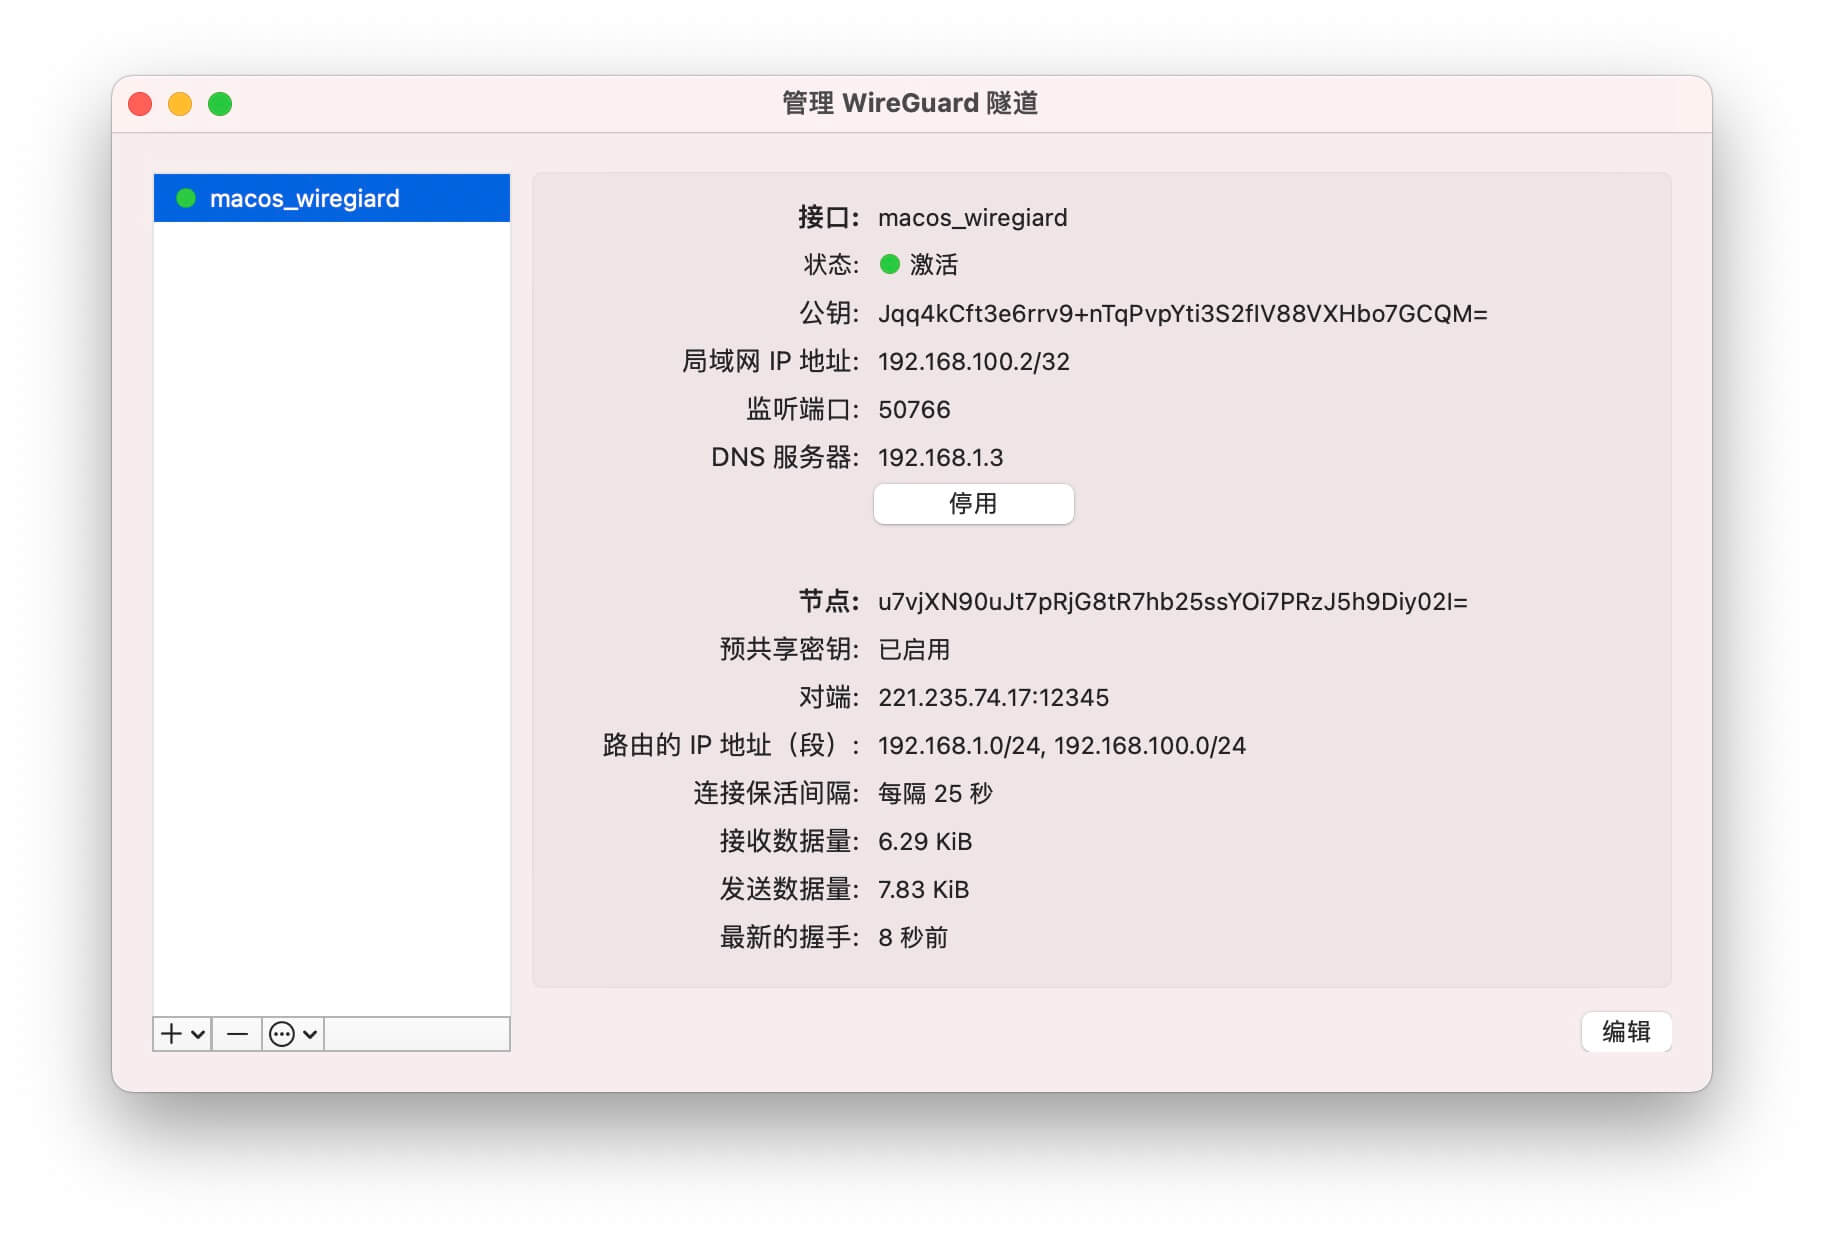 管理 WireGuard 隧道
macos_wiregiard
接口: macos_wiregiard
状态: 激活
公钥: Jqq4kCft3e6rrv9+nTqPvpYti3S2fIV88VXHbo7GCQM=
局域网 IP 地址: 192.168.100.2/32
监听端口: 50766
DNS 服务器: 192.168.1.3
停用
节点: u7vjXN90uJt7pRjG8tR7hb25ssYOi7PRzJ5h9Diy02I=
预共享密钥: 已启用
对端: 221.235.74.17:12345
路由的 IP 地址（段）: 192.168.1.0/24, 192.168.100.0/24
连接保活间隔: 每隔 25 秒
接收数据量: 6.29 KiB
发送数据量: 7.83 KiB
最新的握手: 8 秒前
编辑